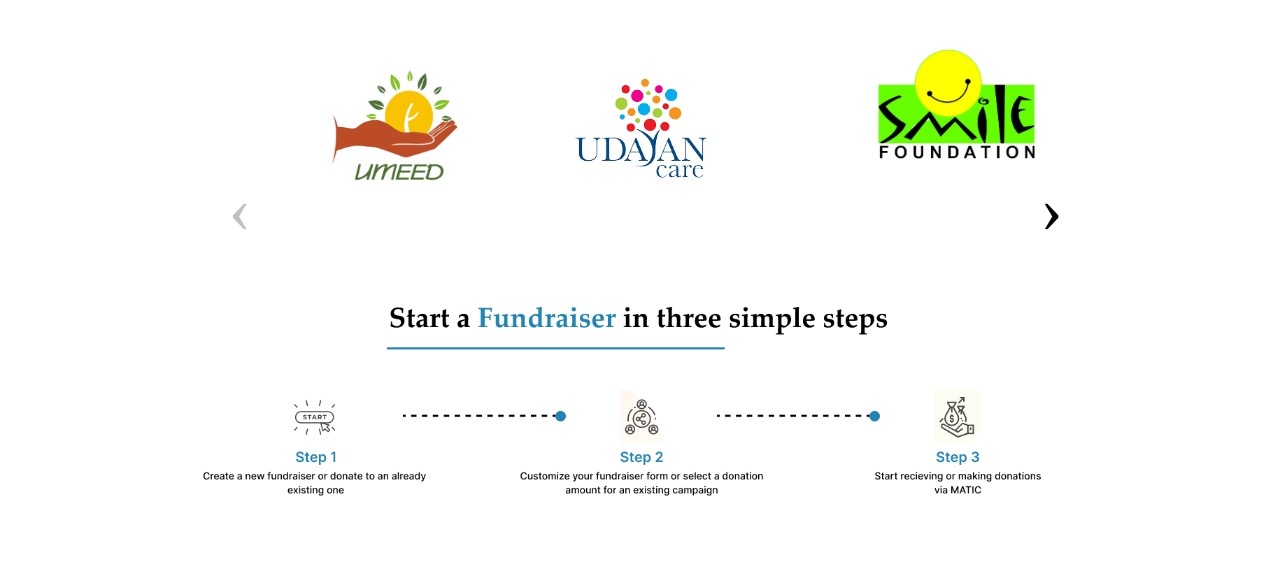 UMEED
UDAYAN
care
SMILE
FOUNDATION
Start a Fundraiser in three simple steps
START
$
Step 1
Create a new fundraiser or donate to an already
existing one
Step 2
Customize your fundraiser form or select a donation
amount for an existing campaign
Step 3
Start recieving or making donations
via MATIC